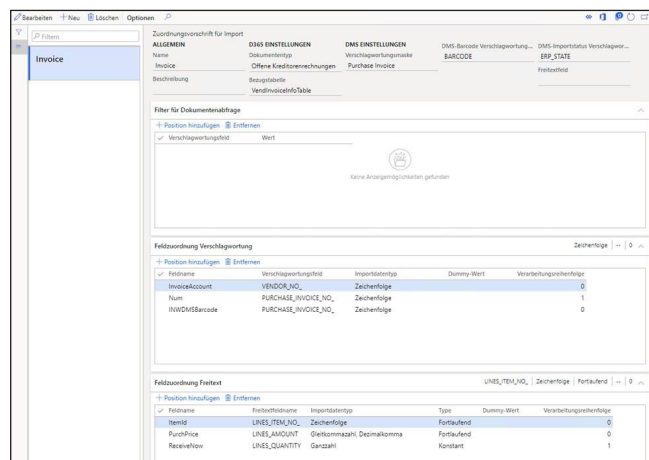 Bearbeiten + Neu Löschen Optionen
Filtern
Invoice
Zuordnungsvorschrift für Import
ALLGEMEIN D365 EINSTELLUNGEN DMS EINSTELLUNGEN DMS-Barcode Verschlagwortung... DMS-Importstatus Verschlagwor...
Name Dokumententyp Verschlagwortungsmaske BARCODE ERP_STATE
Invoice Offene Kreditorenrechnungen Purchase Invoice Freitextfeld
Beschreibung Bezugstabelle
VendInvoiceInfoTable
Filter für Dokumentenabfrage
+ Position hinzufügen Entfernen
Verschlagwortungsfeld Wert
Keine Anzeigemöglichkeiten gefunden
Feldzuordnung Verschlagwortung Zeichenfolge -- 0
+ Position hinzufügen Entfernen
Feldname Verschlagwortungsfeld Importdatentyp Dummy-Wert Verarbeitungsreihenfolge
InvoiceAccount VENDOR_NO_ Zeichenfolge 0
Num PURCHASE_INVOICE_NO_ Zeichenfolge 1
INWDMSBarcode PURCHASE_INVOICE_NO_ Zeichenfolge 0
Feldzuordnung Freitext LINES_ITEM_NO_ Zeichenfolge Fortlaufend -- 0
+ Position hinzufügen Entfernen
Feldname Freitextfeldname Importdatentyp Type Dummy-Wert Verarbeitungsreihenfolge
ItemId LINES_ITEM_NO_ Zeichenfolge Fortlaufend 0
PurchPrice LINES_AMOUNT Gleitkommazahl, Dezimalkomma Fortlaufend 0
ReceiveNow LINES_QUANTITY Ganzzahl Konstant 1